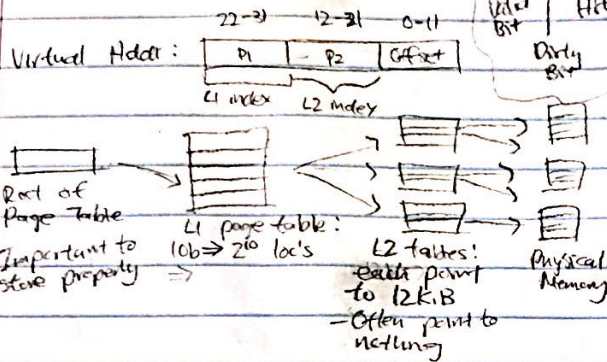 22-31 12-21 0-11
Valid
Bit
Virtual Addr: P1 P2 Offset
Dirty
Bit
L1 index L2 index
Root of
Page Table
Important to
store properly ⇒
L1 page table:
10b ⇒ 2^10 loc's
L2 tables:
each point
to 12KiB
- Often point to
nothing
Physical
Memory